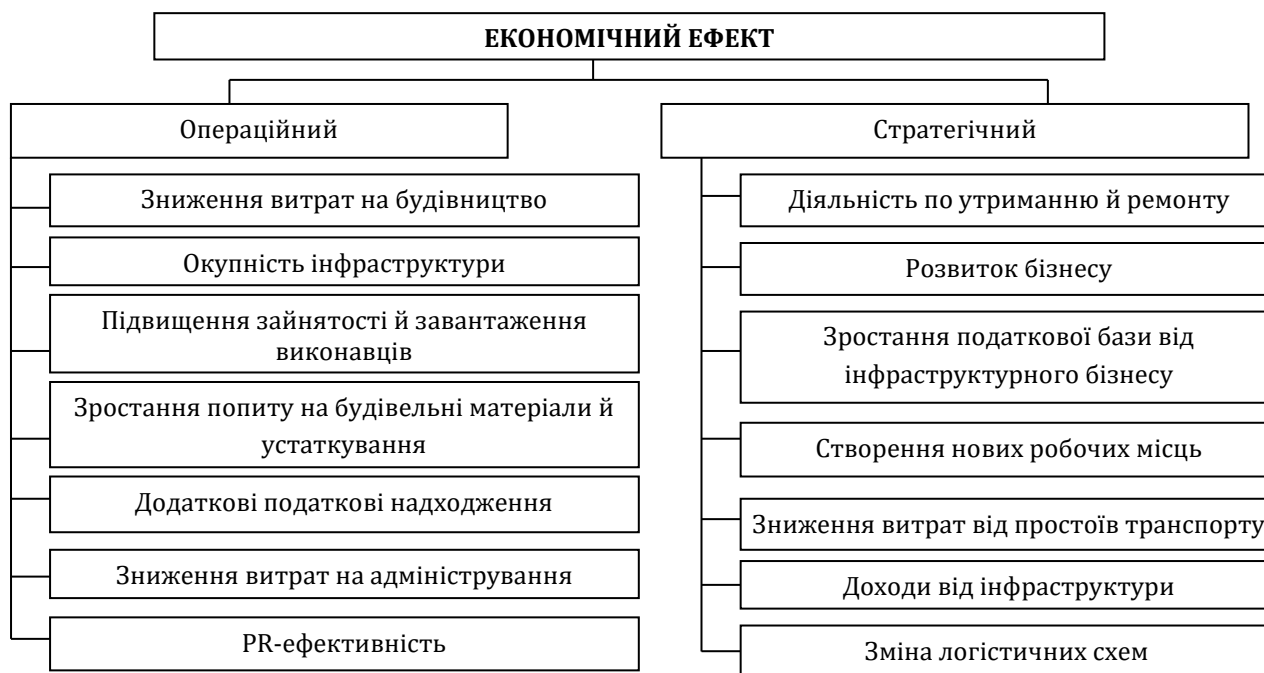 ЕКОНОМІЧНИЙ ЕФЕКТ
Операційний
Зниження витрат на будівництво
Окупність інфраструктури
Підвищення зайнятості й завантаження
виконавців
Зростання попиту на будівельні матеріали й
устаткування
Додаткові податкові надходження
Зниження витрат на адміністрування
PR-ефективність
Стратегічний
Діяльність по утриманню й ремонту
Розвиток бізнесу
Зростання податкової бази від
інфраструктурного бізнесу
Створення нових робочих місць
Зниження витрат від простоїв транспорту
Доходи від інфраструктури
Зміна логістичних схем